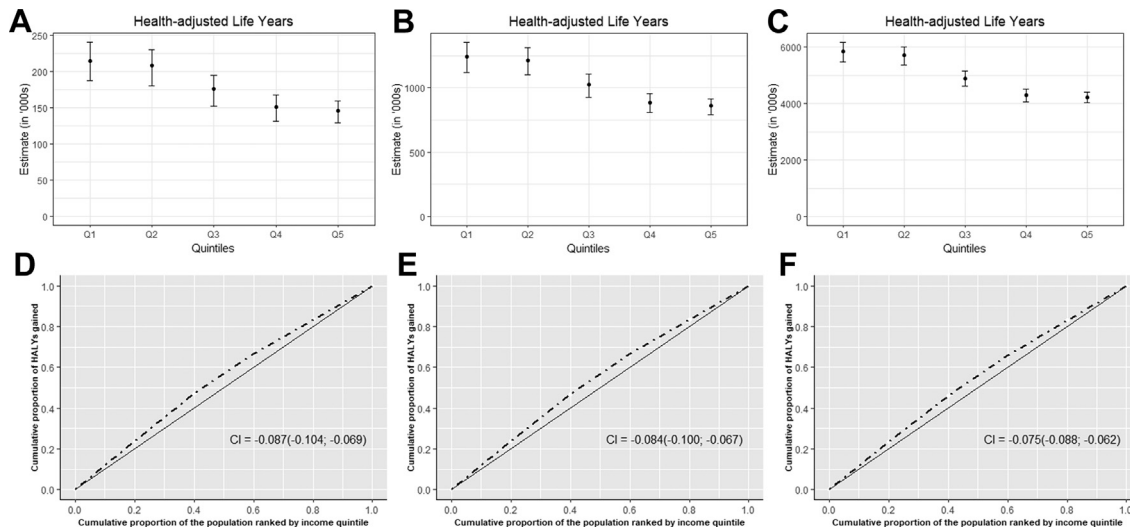 A
Health-adjusted Life Years
Estimate (in '000s)
250
200
150
100
50
0
Q1 Q2 Q3 Q4 Q5
Quintiles
B
Health-adjusted Life Years
Estimate (in '000s)
1000
500
0
Q1 Q2 Q3 Q4 Q5
Quintiles
C
Health-adjusted Life Years
Estimate (in '000s)
6000
4000
2000
0
Q1 Q2 Q3 Q4 Q5
Quintiles
D
Cumulative proportion of HALYs gained
1.0
0.8
0.6
0.4
0.2
0.0
CI = -0.087(-0.104; -0.069)
0.0 0.2 0.4 0.6 0.8 1.0
Cumulative proportion of the population ranked by income quintile
E
Cumulative proportion of HALYs gained
1.0
0.8
0.6
0.4
0.2
0.0
CI = -0.084(-0.100; -0.067)
0.0 0.2 0.4 0.6 0.8 1.0
Cumulative proportion of the population ranked by income quintile
F
Cumulative proportion of HALYs gained
1.0
0.8
0.6
0.4
0.2
0.0
CI = -0.075(-0.088; -0.062)
0.0 0.2 0.4 0.6 0.8 1.0
Cumulative proportion of the population ranked by income quintile